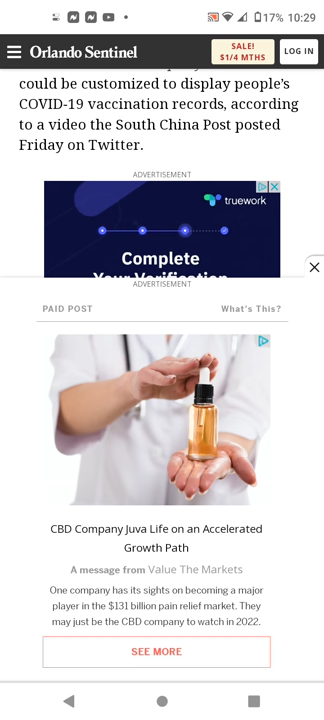 17% 10:29
Orlando Sentinel
SALE!
$1/4 MTHS
LOG IN
could be customized to display people's
COVID-19 vaccination records, according
to a video the South China Post posted
Friday on Twitter.
ADVERTISEMENT
truework
Complete
Your Verification
ADVERTISEMENT
PAID POST What's This?
CBD Company Juva Life on an Accelerated
Growth Path
A message from Value The Markets
One company has its sights on becoming a major
player in the $131 billion pain relief market. They
may just be the CBD company to watch in 2022.
SEE MORE